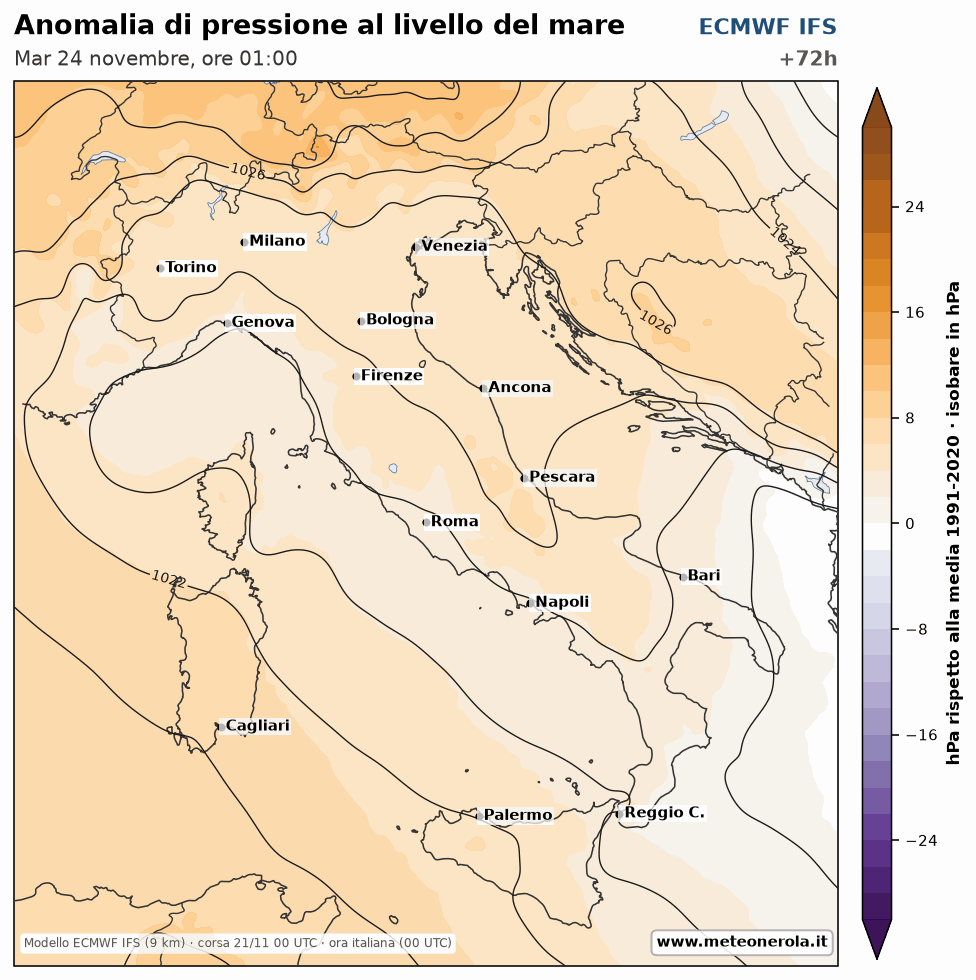 Anomalia di pressione al livello del mare
ECMWF IFS
Mar 24 novembre, ore 01:00
+72h
1026
Milano
Venezia
Torino
Genova
Bologna
1026
Firenze
Ancona
Pescara
Roma
1022
Bari
Napoli
Cagliari
Palermo
Reggio C.
Modello ECMWF IFS (9 km) · corsa 21/11 00 UTC · ora italiana (00 UTC)
www.meteonerola.it
24
16
8
0
−8
−16
−24
hPa rispetto alla media 1991-2020 · isobare in hPa